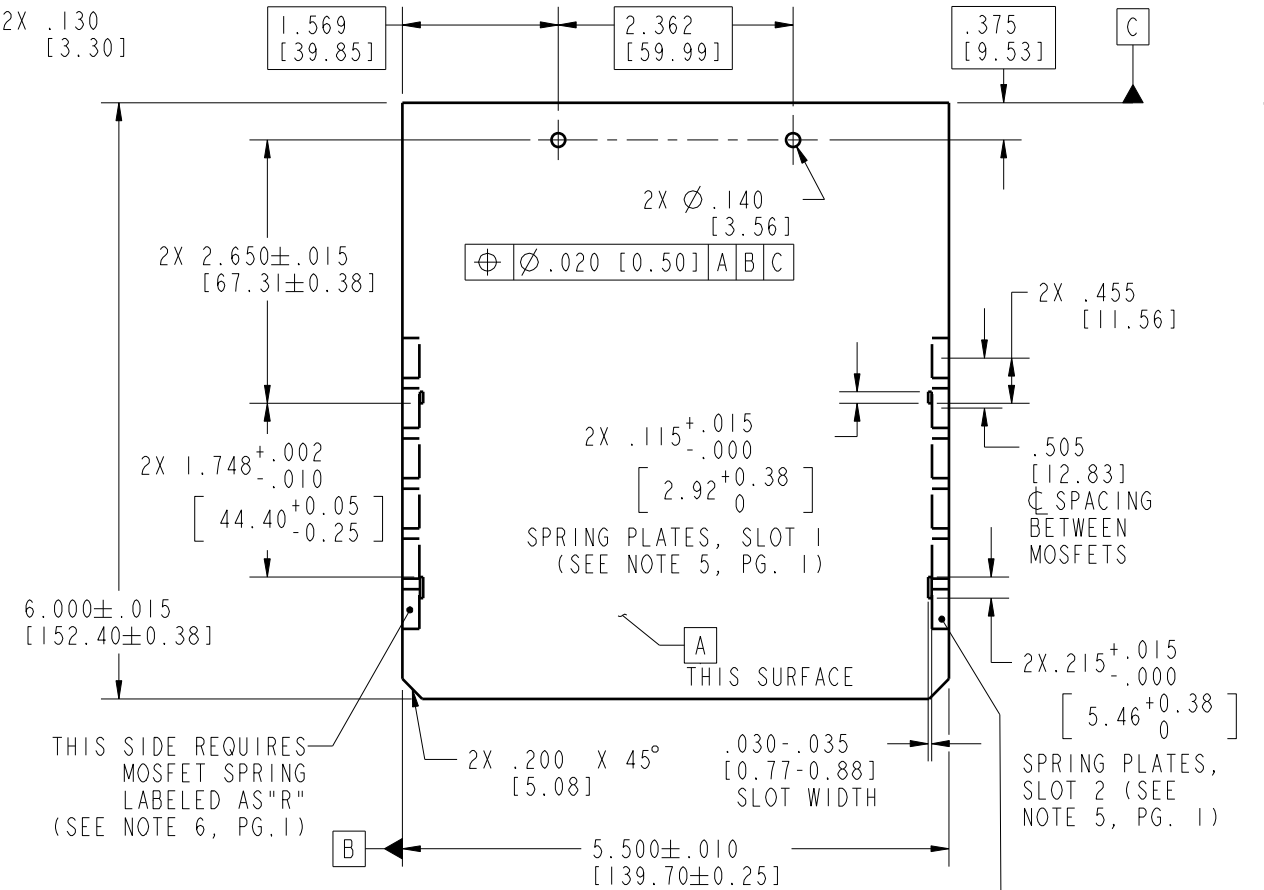 2X .130
[3.30]
1.569
[39.85]
2.362
[59.99]
.375
[9.53]
C
2X ⌀.140
[3.56]
⌖ ⌀.020 [0.50] A B C
2X 2.650±.015
[67.31±0.38]
2X .455
[11.56]
2X 1.748 +.002
-.010
[44.40 +0.05
-0.25]
2X .115 +.015
-.000
[2.92 +0.38
0]
SPRING PLATES, SLOT 1
(SEE NOTE 5, PG. 1)
.505
[12.83]
℄ SPACING
BETWEEN
MOSFETS
6.000±.015
[152.40±0.38]
A
THIS SURFACE
2X.215 +.015
-.000
[5.46 +0.38
0]
SPRING PLATES,
SLOT 2 (SEE
NOTE 5, PG. 1)
THIS SIDE REQUIRES
MOSFET SPRING
LABELED AS"R"
(SEE NOTE 6, PG.1)
2X .200 X 45°
[5.08]
.030-.035
[0.77-0.88]
SLOT WIDTH
B
5.500±.010
[139.70±0.25]